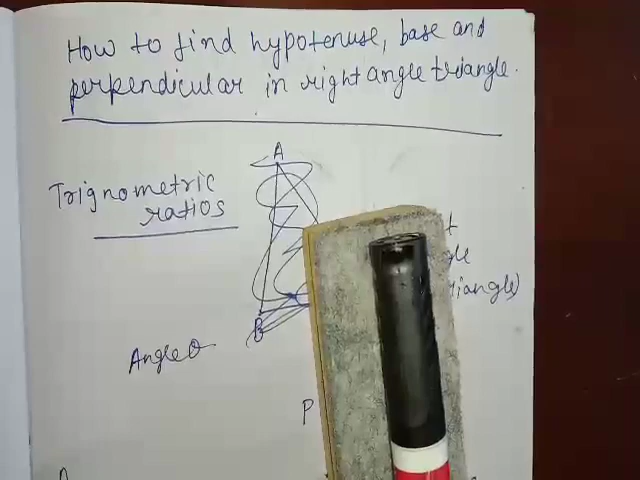 How to find hypotenuse, base and
perpendicular in right angle triangle.
Trignometric
ratios
A
B
Angle θ
P